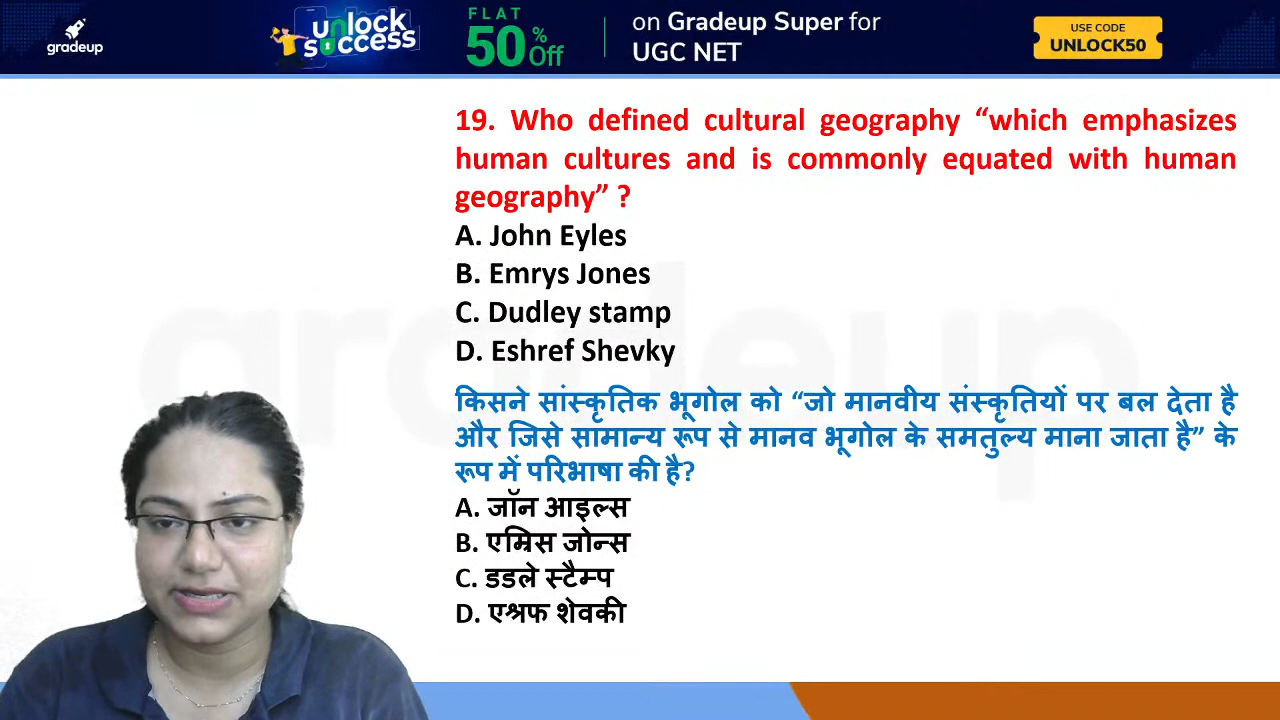 gradeup
unlock
success
FLAT
50%
Off
on Gradeup Super for
UGC NET
USE CODE
UNLOCK50
19. Who defined cultural geography “which emphasizes
human cultures and is commonly equated with human
geography” ?
A. John Eyles
B. Emrys Jones
C. Dudley stamp
D. Eshref Shevky
किसने सांस्कृतिक भूगोल को “जो मानवीय संस्कृतियों पर बल देता है
और जिसे सामान्य रूप से मानव भूगोल के समतुल्य माना जाता है” के
रूप में परिभाषा की है?
A. जॉन आइल्स
B. एम्रिस जोन्स
C. डडले स्टैम्प
D. एश्रफ शेवकी
gradeup